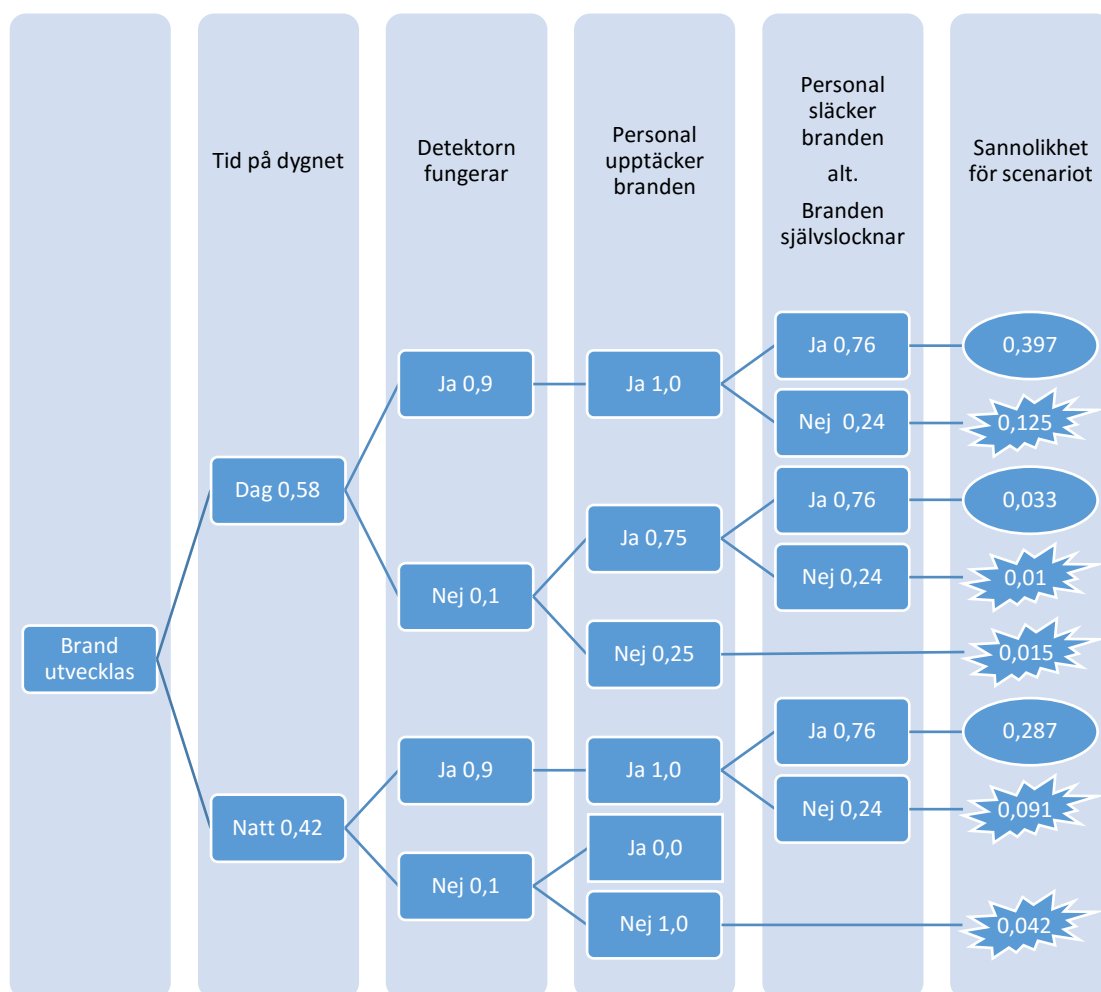 Tid på dygnet
Detektorn
fungerar
Personal
upptäcker
branden
Personal
släcker
branden
alt.
Branden
självslocknar
Sannolikhet
för scenariot
Brand
utvecklas
Dag 0,58
Natt 0,42
Ja 0,9
Nej 0,1
Ja 0,9
Nej 0,1
Ja 1,0
Ja 0,75
Nej 0,25
Ja 1,0
Ja 0,0
Nej 1,0
Ja 0,76
Nej  0,24
Ja 0,76
Nej 0,24
Ja 0,76
Nej 0,24
0,397
0,125
0,033
0,01
0,015
0,287
0,091
0,042